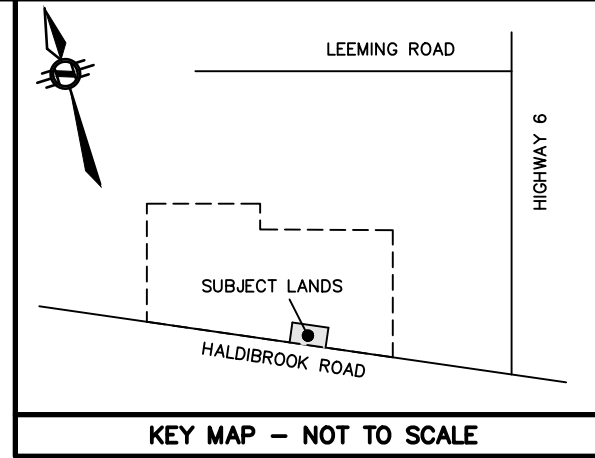 LEEMING ROAD
HIGHWAY 6
SUBJECT LANDS
HALDIBROOK ROAD
KEY MAP – NOT TO SCALE